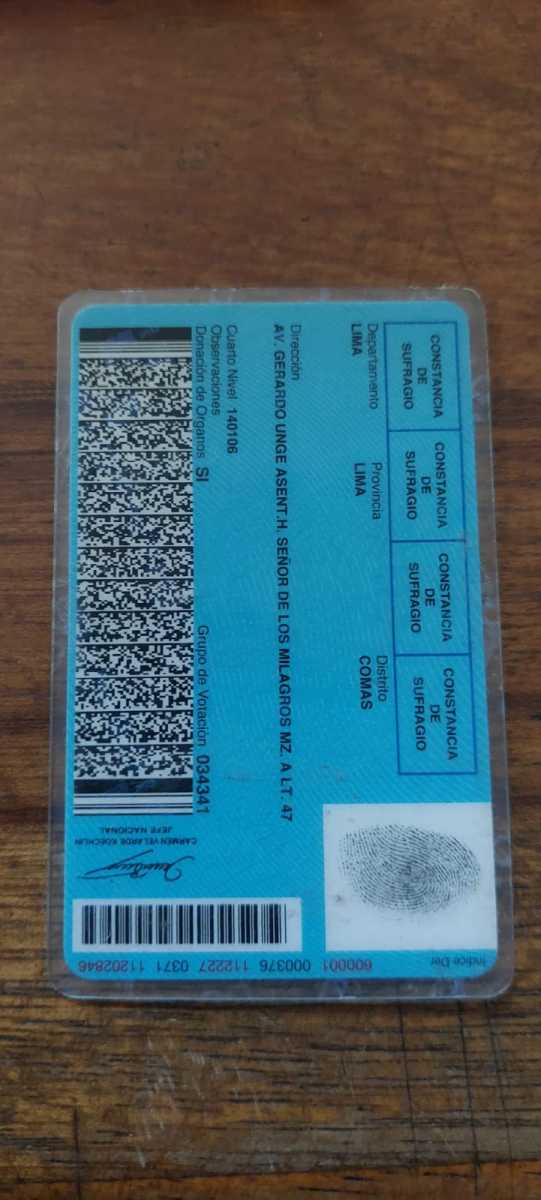 CONSTANCIA DE SUFRAGIO
CONSTANCIA DE SUFRAGIO
CONSTANCIA DE SUFRAGIO
CONSTANCIA DE SUFRAGIO
Departamento Provincia Distrito
LIMA LIMA COMAS
Dirección
AV. GERARDO UNGE ASENT.H. SEÑOR DE LOS MILAGROS MZ. A LT. 47
Cuarto Nivel 140106
Observaciones
Donación de Organos SI Grupo de Votación 034341
Indice Der
CARMEN VELARDE KOECHLIN
JEFE NACIONAL
600001 000376 112227 0371 11202846